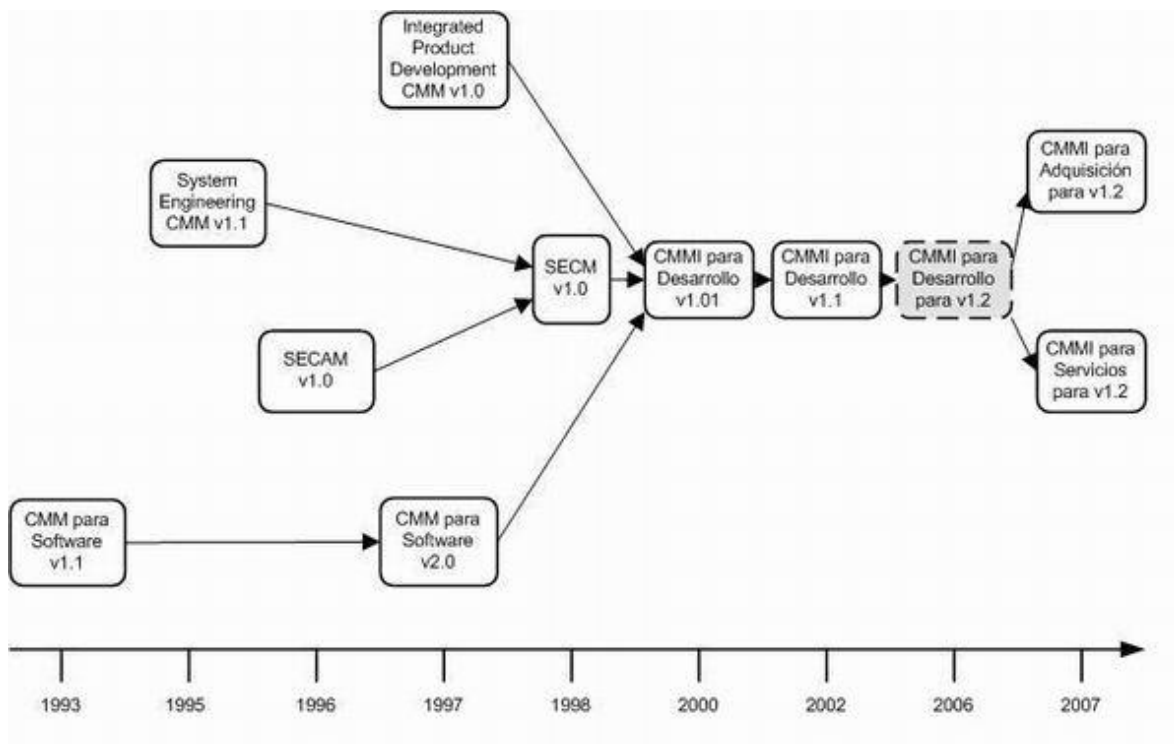 Integrated
Product
Development
CMM v1.0
System
Engineering
CMM v1.1
SECAM
v1.0
CMM para
Software
v1.1
CMM para
Software
v2.0
SECM
v1.0
CMMI para
Desarrollo
v1.01
CMMI para
Desarrollo
v1.1
CMMI para
Desarrollo
para v1.2
CMMI para
Adquisición
para v1.2
CMMI para
Servicios
para v1.2
1993
1995
1996
1997
1998
2000
2002
2006
2007